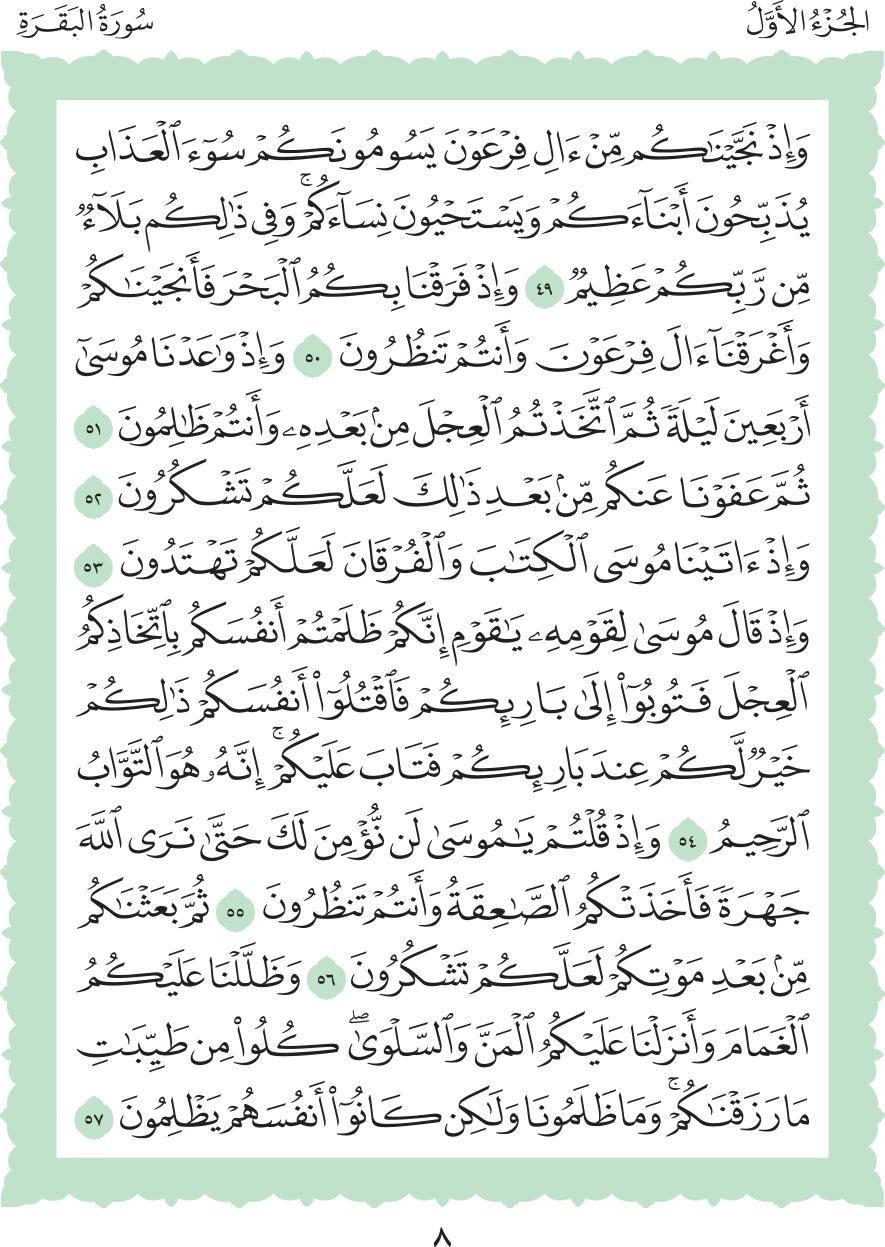 الجُزْءُ الأَوَّلُ
سُورَةُ البَقَرَةِ
وَإِذۡ نَجَّيۡنَٰكُم مِّنۡ ءَالِ فِرۡعَوۡنَ يَسُومُونَكُمۡ سُوٓءَ ٱلۡعَذَابِ
يُذَبِّحُونَ أَبۡنَآءَكُمۡ وَيَسۡتَحۡيُونَ نِسَآءَكُمۡۚ وَفِي ذَٰلِكُم بَلَآءٞ
مِّن رَّبِّكُمۡ عَظِيمٞ ٤٩ وَإِذۡ فَرَقۡنَا بِكُمُ ٱلۡبَحۡرَ فَأَنجَيۡنَٰكُمۡ
وَأَغۡرَقۡنَآ ءَالَ فِرۡعَوۡنَ وَأَنتُمۡ تَنظُرُونَ ٥٠ وَإِذۡ وَٰعَدۡنَا مُوسَىٰٓ
أَرۡبَعِينَ لَيۡلَةٗ ثُمَّ ٱتَّخَذۡتُمُ ٱلۡعِجۡلَ مِنۢ بَعۡدِهِۦ وَأَنتُمۡ ظَٰلِمُونَ ٥١
ثُمَّ عَفَوۡنَا عَنكُم مِّنۢ بَعۡدِ ذَٰلِكَ لَعَلَّكُمۡ تَشۡكُرُونَ ٥٢
وَإِذۡ ءَاتَيۡنَا مُوسَى ٱلۡكِتَٰبَ وَٱلۡفُرۡقَانَ لَعَلَّكُمۡ تَهۡتَدُونَ ٥٣
وَإِذۡ قَالَ مُوسَىٰ لِقَوۡمِهِۦ يَٰقَوۡمِ إِنَّكُمۡ ظَلَمۡتُمۡ أَنفُسَكُم بِٱتِّخَاذِكُمُ
ٱلۡعِجۡلَ فَتُوبُوٓاْ إِلَىٰ بَارِئِكُمۡ فَٱقۡتُلُوٓاْ أَنفُسَكُمۡ ذَٰلِكُمۡ
خَيۡرٞ لَّكُمۡ عِندَ بَارِئِكُمۡ فَتَابَ عَلَيۡكُمۡۚ إِنَّهُۥ هُوَ ٱلتَّوَّابُ
ٱلرَّحِيمُ ٥٤ وَإِذۡ قُلۡتُمۡ يَٰمُوسَىٰ لَن نُّؤۡمِنَ لَكَ حَتَّىٰ نَرَى ٱللَّهَ
جَهۡرَةٗ فَأَخَذَتۡكُمُ ٱلصَّٰعِقَةُ وَأَنتُمۡ تَنظُرُونَ ٥٥ ثُمَّ بَعَثۡنَٰكُم
مِّنۢ بَعۡدِ مَوۡتِكُمۡ لَعَلَّكُمۡ تَشۡكُرُونَ ٥٦ وَظَلَّلۡنَا عَلَيۡكُمُ
ٱلۡغَمَامَ وَأَنزَلۡنَا عَلَيۡكُمُ ٱلۡمَنَّ وَٱلسَّلۡوَىٰۖ كُلُواْ مِن طَيِّبَٰتِ
مَا رَزَقۡنَٰكُمۡۚ وَمَا ظَلَمُونَا وَلَٰكِن كَانُوٓاْ أَنفُسَهُمۡ يَظۡلِمُونَ ٥٧
٨